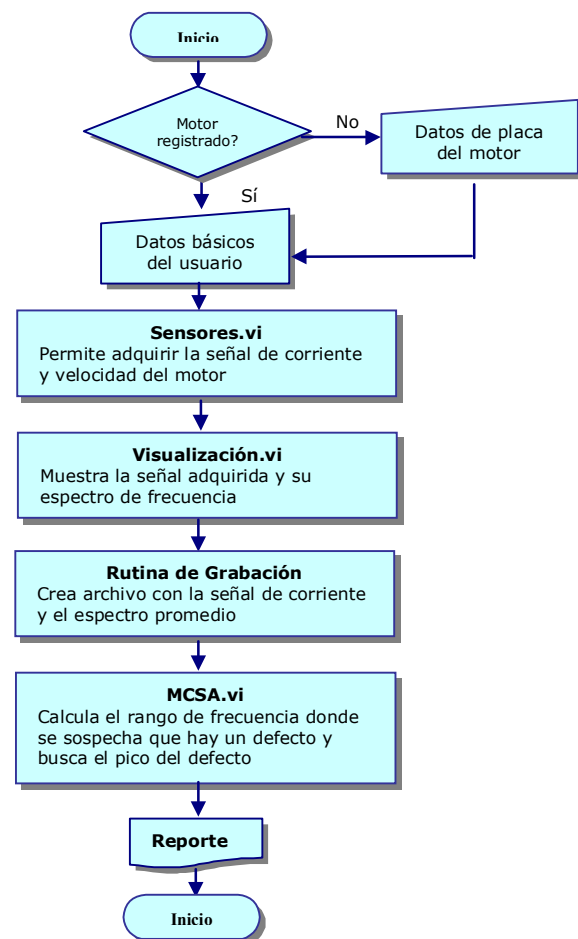 Inicio
Motor
registrado?
No
Datos de placa
del motor
Sí
Datos básicos
del usuario
Sensores.vi
Permite adquirir la señal de corriente
y velocidad del motor
Visualización.vi
Muestra la señal adquirida y su
espectro de frecuencia
Rutina de Grabación
Crea archivo con la señal de corriente
y el espectro promedio
MCSA.vi
Calcula el rango de frecuencia donde
se sospecha que hay un defecto y
busca el pico del defecto
Reporte
Inicio